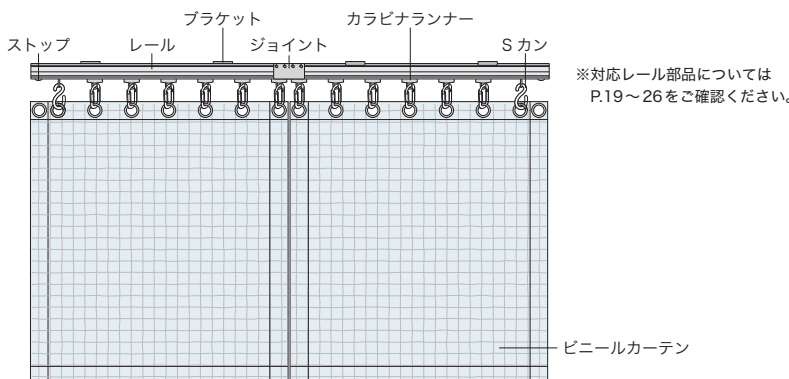 ブラケット
カラビナランナー
ストップ
レール
ジョイント
Sカン
※対応レール部品については
P.19～26をご確認ください。
ビニールカーテン